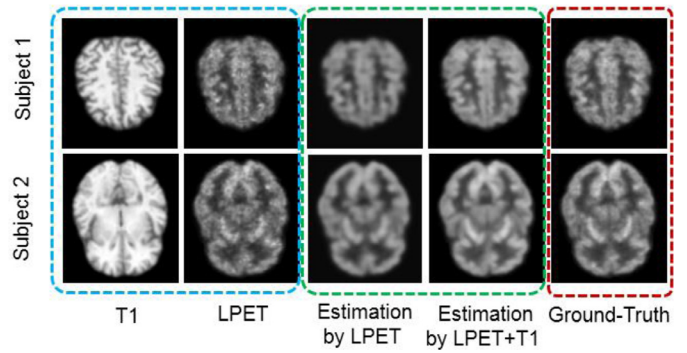 Subject 1
Subject 2
T1
LPET
Estimation
by LPET
Estimation
by LPET+T1
Ground-Truth